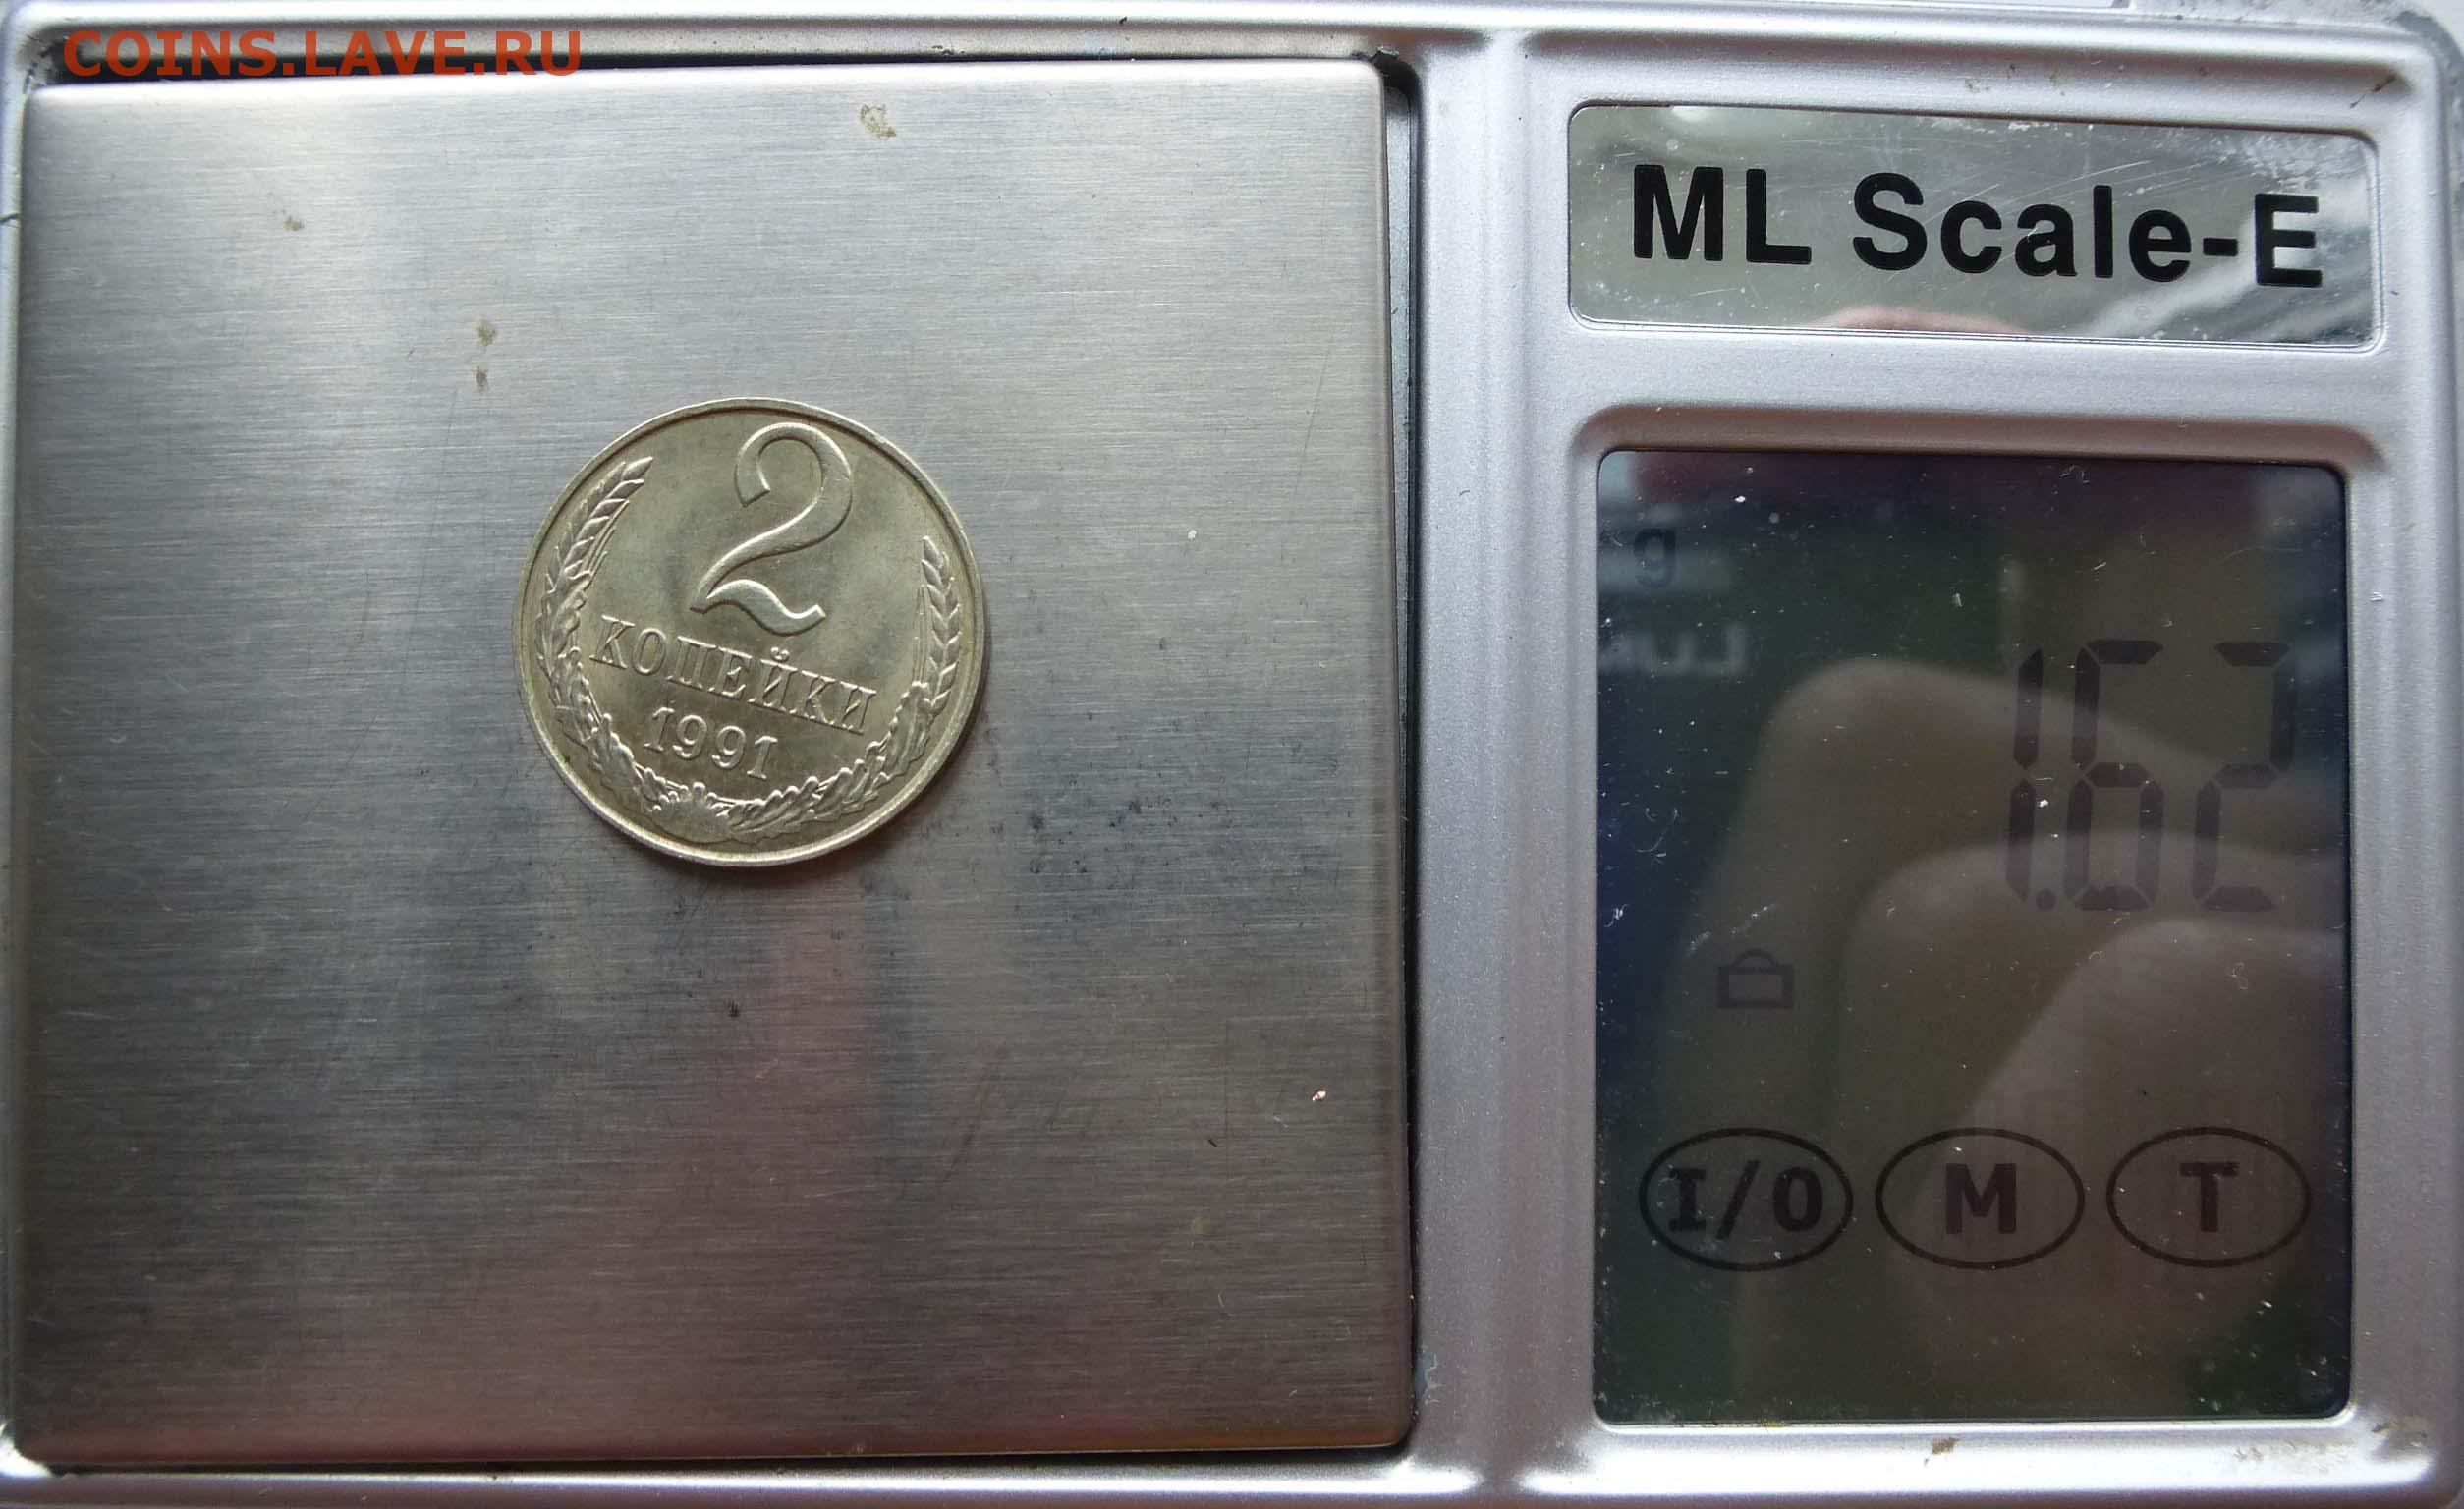 COINS.LAVE.RU
ML Scale-E
2
КОПЕЙКИ
1991
g
1.62
I/O M T